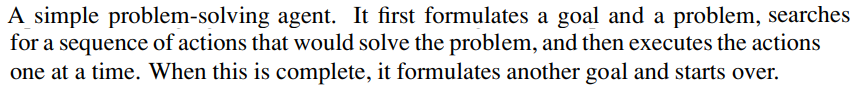 A simple problem-solving agent. It first formulates a goal and a problem, searches
for a sequence of actions that would solve the problem, and then executes the actions
one at a time. When this is complete, it formulates another goal and starts over.